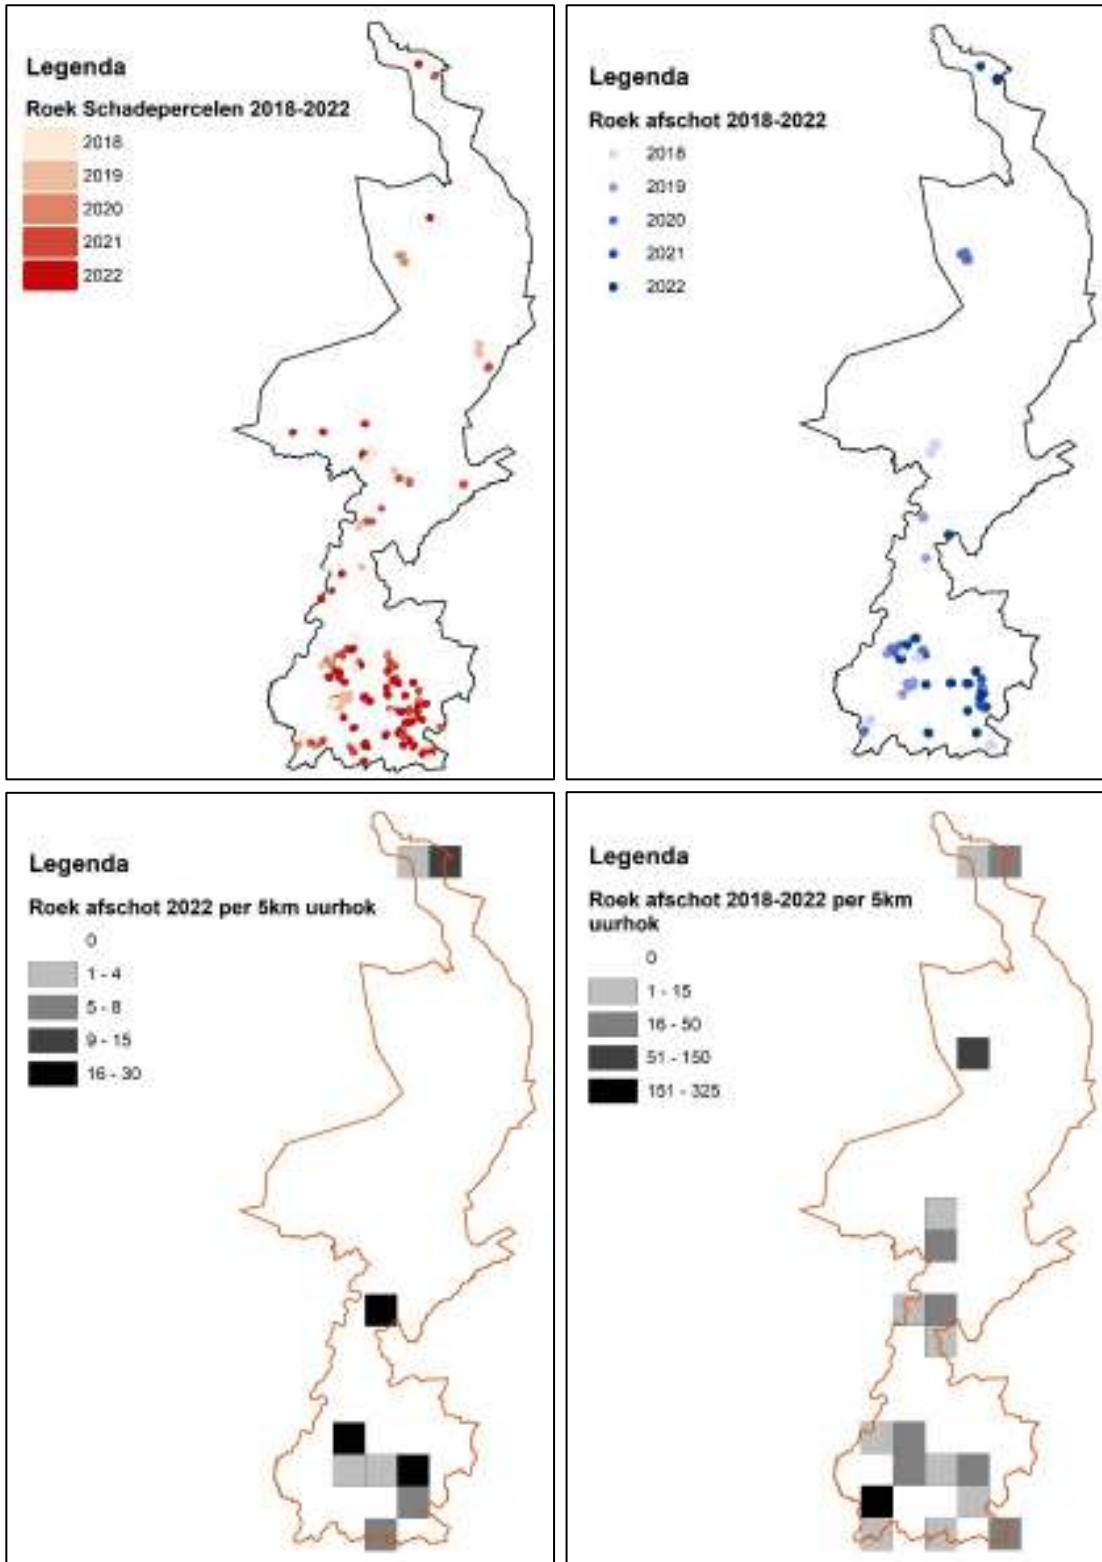 Legenda
Roek Schadepercelen 2018-2022
2018
2019
2020
2021
2022
Legenda
Roek afschot 2018-2022
2018
2019
2020
2021
2022
Legenda
Roek afschot 2022 per 5km uurhok
0
1 - 4
5 - 8
9 - 15
16 - 30
Legenda
Roek afschot 2018-2022 per 5km
uurhok
0
1 - 15
16 - 50
51 - 150
151 - 325